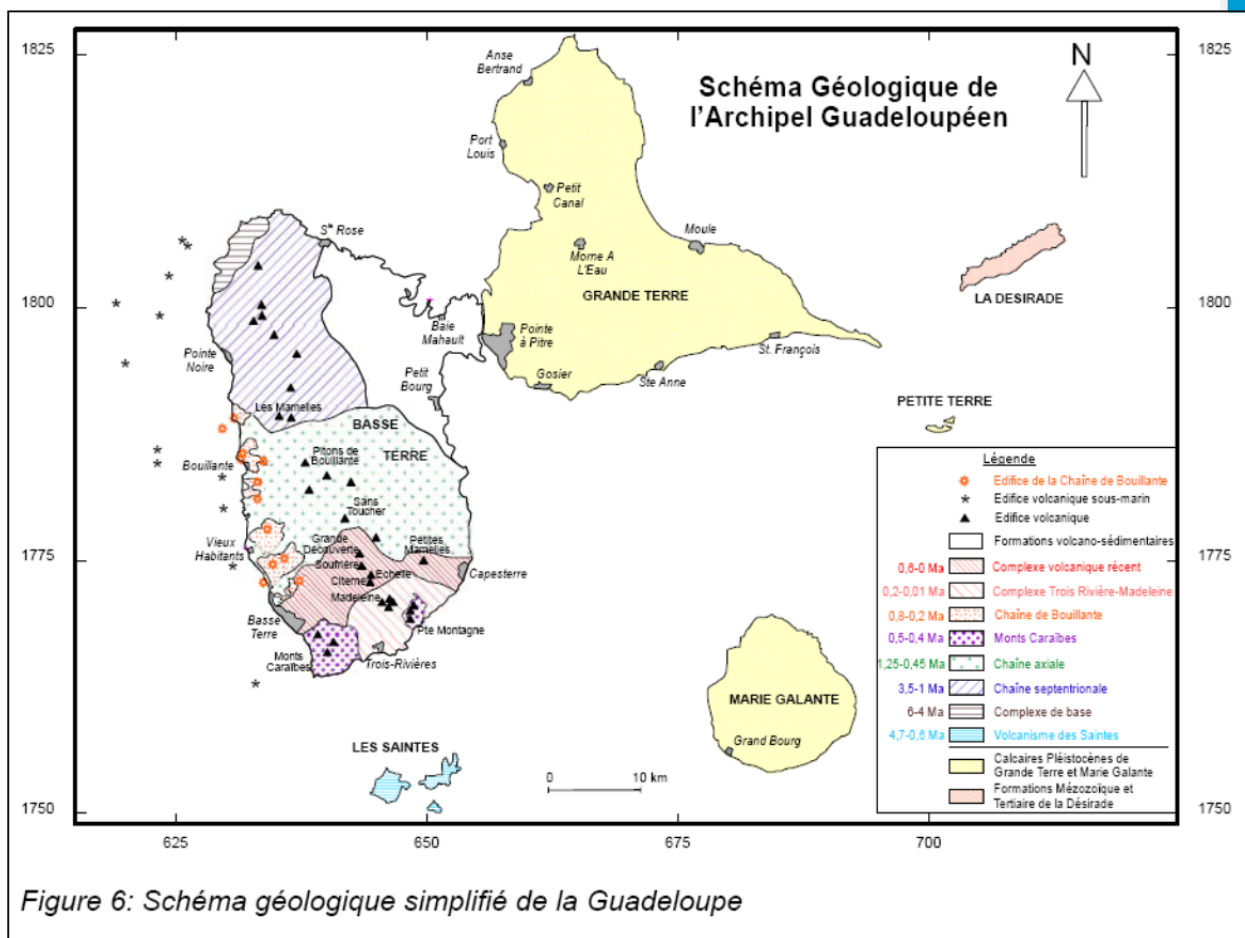 1825
1825
Anse
Bertrand
Schéma Géologique de
l'Archipel Guadeloupéen
N
Port
Louis
Petit
Canal
Ste Rose
Moule
Morne A
L'Eau
GRANDE TERRE
LA DESIRADE
1800
1800
Baie
Mahault
Pointe
à Pitre
St. François
Pointe
Noire
Gosier
Ste Anne
Petit
Bourg
PETITE TERRE
Les Mamelles
BASSE
TERRE
Pitons de
Bouillante
Bouillante
Sans
Toucher
Vieux
Habitants
Grande
Découverte
Petites
Mamelles
Soufrière
Echelle
Citerne
Capesterre
1775
1775
Madeleine
Basse
Terre
Pte Montagne
Monts
Caraïbes
Trois-Rivières
MARIE GALANTE
Grand Bourg
LES SAINTES
0
10 km
Légende
Edifice de la Chaîne de Bouillante
Edifice volcanique sous-marin
Edifice volcanique
Formations volcano-sédimentaires
0,6-0 Ma Complexe volcanique récent
0,2-0,01 Ma Complexe Trois Rivière-Madeleine
0,8-0,2 Ma Chaîne de Bouillante
0,5-0,4 Ma Monts Caraïbes
1,25-0,45 Ma Chaîne axiale
3,5-1 Ma Chaîne septentrionale
6-4 Ma Complexe de base
4,7-0,6 Ma Volcanisme des Saintes
Calcaires Pléistocènes de
Grande Terre et Marie Galante
Formations Mézozoïque et
Tertiaire de la Désirade
1750
1750
625
650
675
700
Figure 6: Schéma géologique simplifié de la Guadeloupe